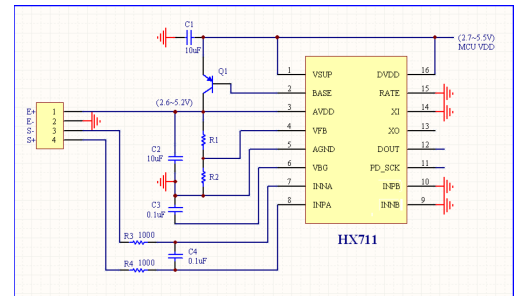 C1
10uF
(2.7~5.5V)
MCU VDD
Q1
1 VSUP DVDD 16
2 BASE RATE 15
3 AVDD XI 14
4 VFB XO 13
5 AGND DOUT 12
6 VBG PD_SCK 11
7 INNA INPB 10
8 INPA INNB 9
HX711
(2.6~5.2V)
E+ 1
E- 2
S- 3
S+ 4
R1
C2
10uF
R2
C3
0.1uF
R3 1000
C4
0.1uF
R4 1000